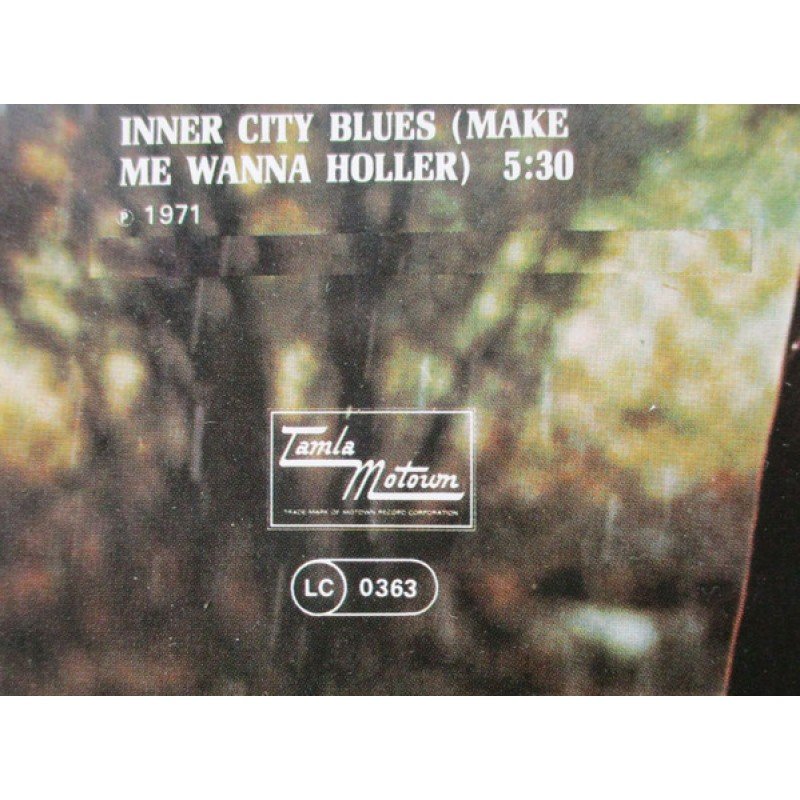 INNER CITY BLUES (MAKE
ME WANNA HOLLER) 5:30
℗ 1971
Tamla
Motown
TRADE MARK OF MOTOWN RECORD CORPORATION
LC 0363